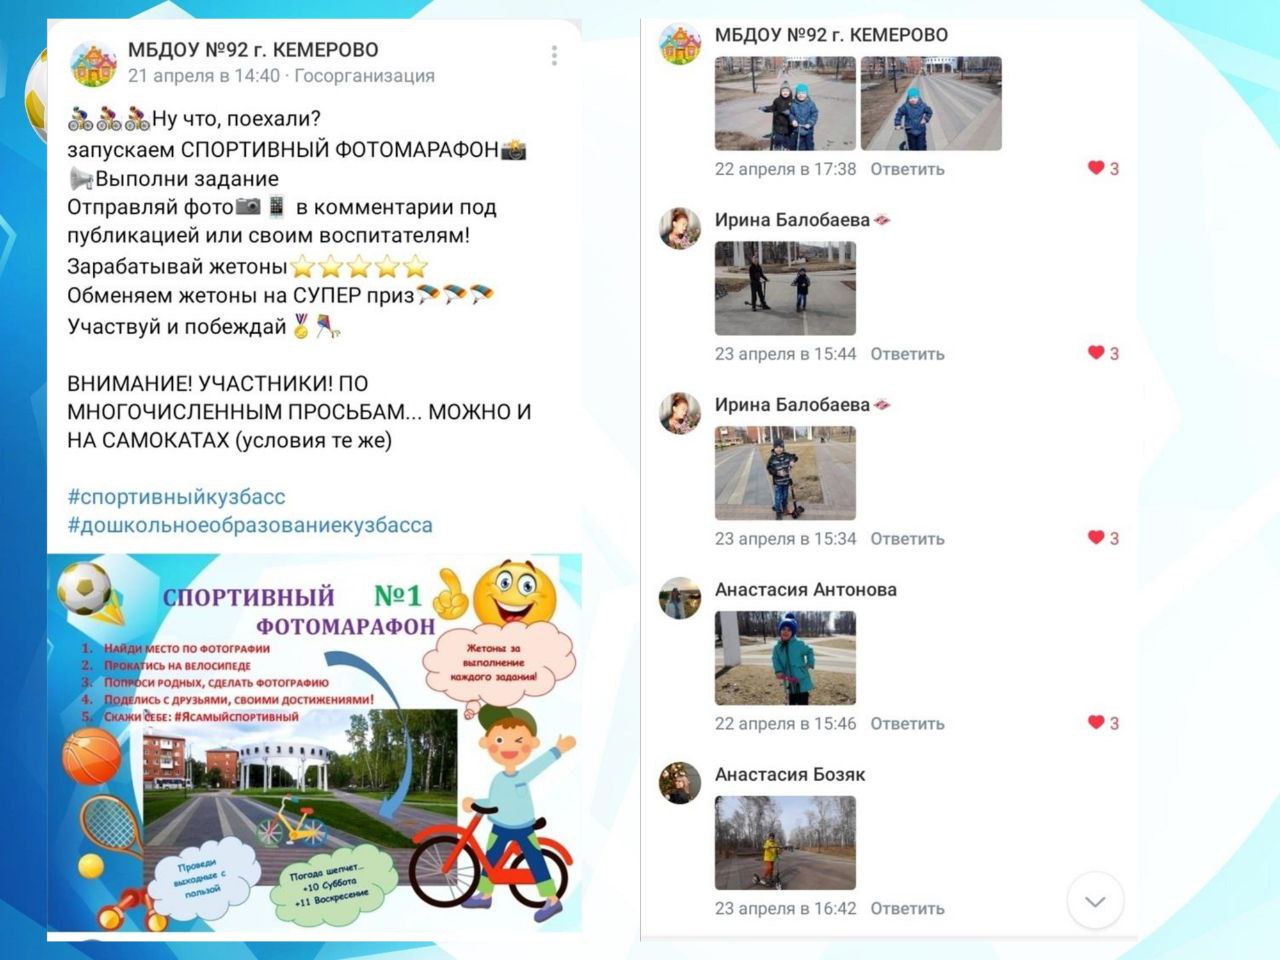 МБДОУ №92 г. КЕМЕРОВО
21 апреля в 14:40 · Госорганизация
🚴🚴🚴Ну что, поехали?
запускаем СПОРТИВНЫЙ ФОТОМАРАФОН📸
📢Выполни задание
Отправляй фото📷📱 в комментарии под
публикацией или своим воспитателям!
Зарабатывай жетоны⭐⭐⭐⭐⭐
Обменяем жетоны на СУПЕР приз🪂🪂🪂
Участвуй и побеждай🏅🪁
ВНИМАНИЕ! УЧАСТНИКИ! ПО
МНОГОЧИСЛЕННЫМ ПРОСЬБАМ... МОЖНО И
НА САМОКАТАХ (условия те же)
#спортивныйкузбасс
#дошкольноеобразованиекузбасса
СПОРТИВНЫЙ №1
ФОТОМАРАФОН
1. НАЙДИ МЕСТО ПО ФОТОГРАФИИ
2. ПРОКАТИСЬ НА ВЕЛОСИПЕДЕ
3. ПОПРОСИ РОДНЫХ, СДЕЛАТЬ ФОТОГРАФИЮ
4. ПОДЕЛИСЬ С ДРУЗЬЯМИ, СВОИМИ ДОСТИЖЕНИЯМИ!
5. СКАЖИ СЕБЕ: #ЯСАМЫЙСПОРТИВНЫЙ
Жетоны за
выполнение
каждого задания!
Проведи
выходные с
пользой
Погода шепчет...
+10 Суббота
+11 Воскресение
МБДОУ №92 г. КЕМЕРОВО
22 апреля в 17:38 Ответить 3
Ирина Балобаева
23 апреля в 15:44 Ответить 3
Ирина Балобаева
23 апреля в 15:34 Ответить 3
Анастасия Антонова
22 апреля в 15:46 Ответить 3
Анастасия Бозяк
23 апреля в 16:42 Ответить